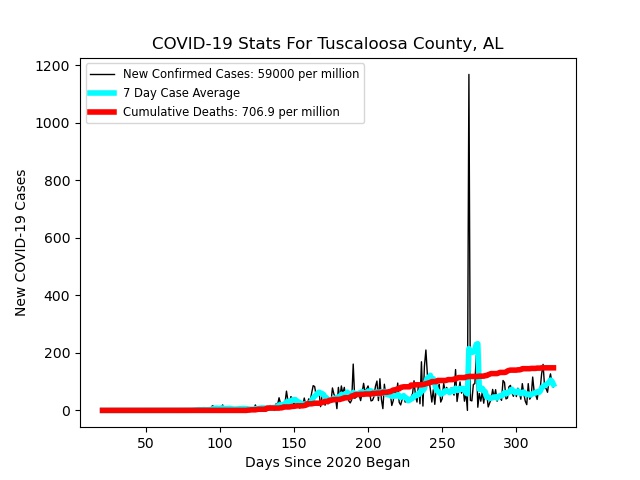 COVID-19 Stats For Tuscaloosa County, AL
New Confirmed Cases: 59000 per million
7 Day Case Average
Cumulative Deaths: 706.9 per million
New COVID-19 Cases
1200
1000
800
600
400
200
0
50 100 150 200 250 300
Days Since 2020 Began